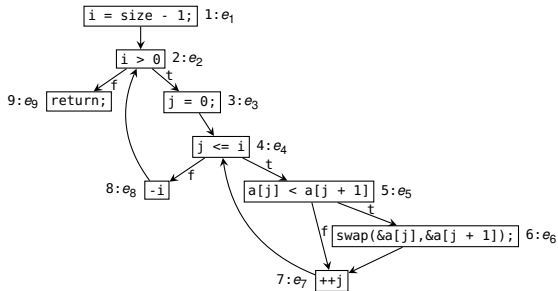 i = size - 1; 1:e1
i > 0 2:e2
f t
9:e9 return; j = 0; 3:e3
j <= i 4:e4
f t
8:e8 -i a[j] < a[j + 1] 5:e5
t
f swap(&a[j],&a[j + 1]); 6:e6
7:e7 ++j